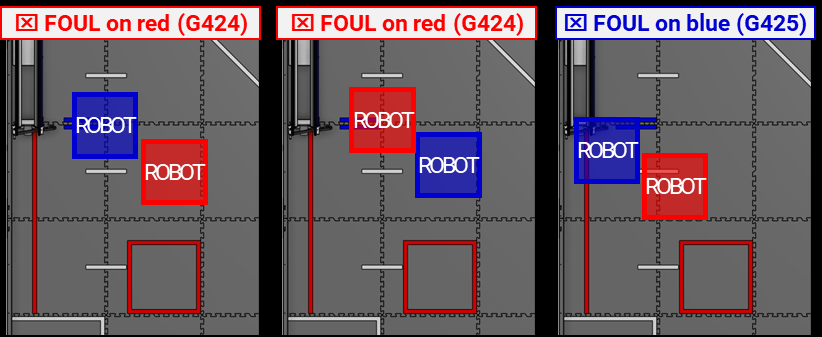 ☒ FOUL on red (G424)
☒ FOUL on red (G424)
☒ FOUL on blue (G425)
ROBOT
ROBOT
ROBOT
ROBOT
ROBOT
ROBOT